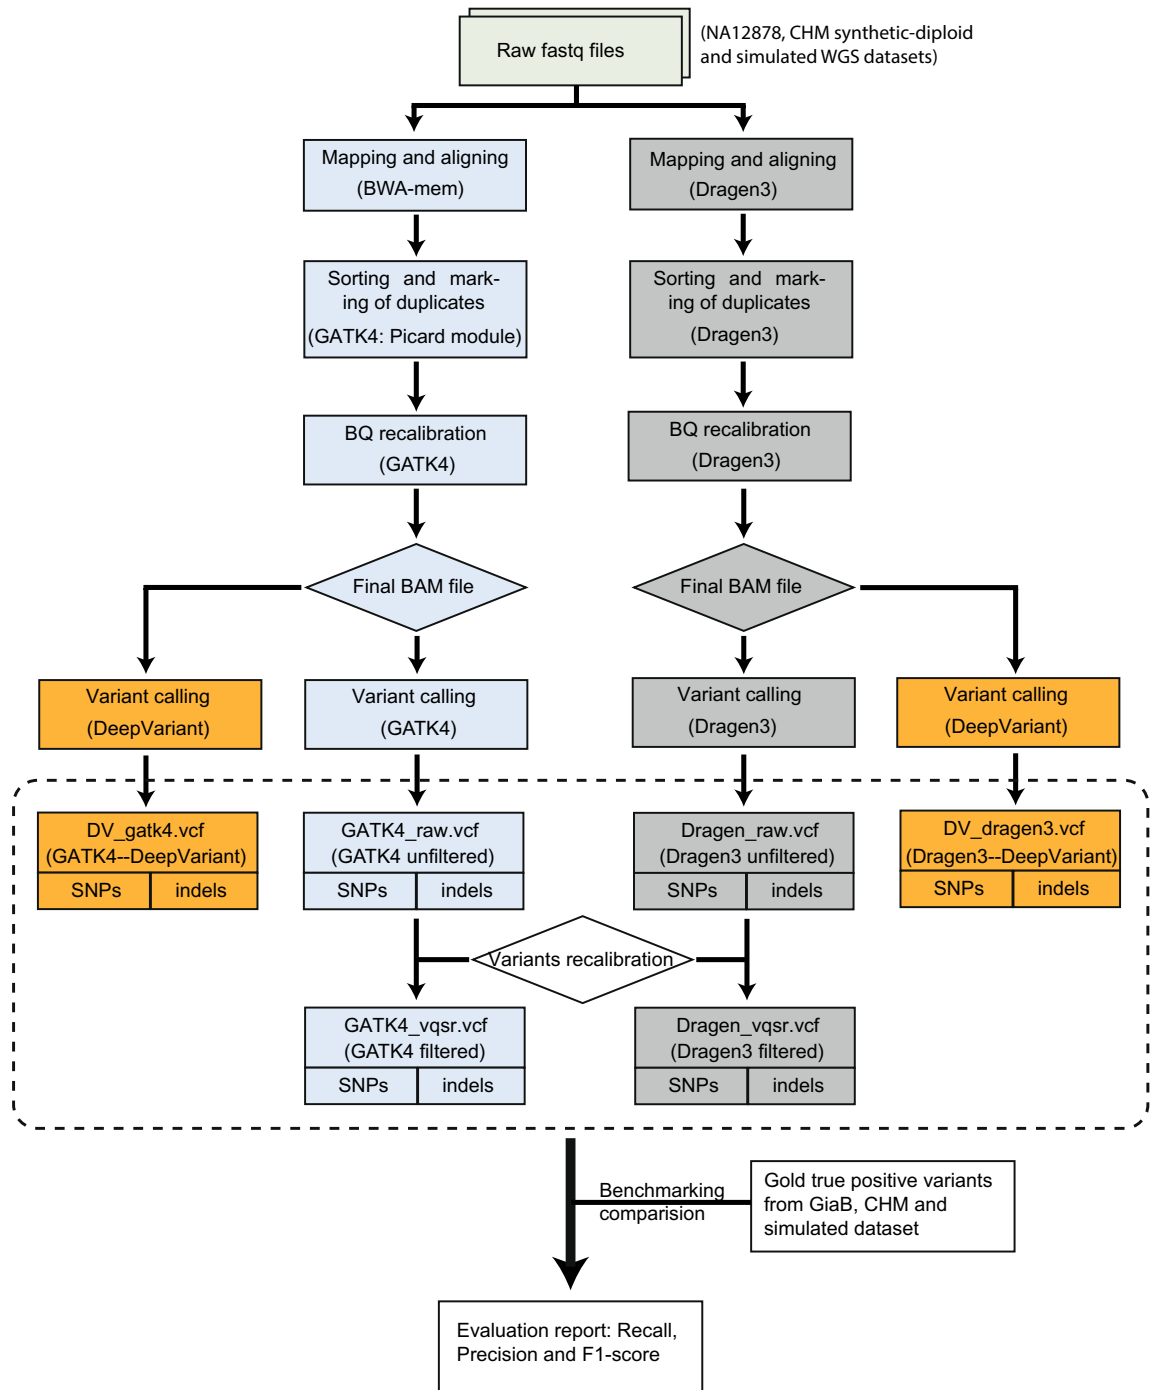 Raw fastq files
(NA12878, CHM synthetic-diploid
and simulated WGS datasets)
Mapping and aligning
(BWA-mem)
Mapping and aligning
(Dragen3)
Sorting and mark-
ing of duplicates
(GATK4: Picard module)
Sorting and mark-
ing of duplicates
(Dragen3)
BQ recalibration
(GATK4)
BQ recalibration
(Dragen3)
Final BAM file
Final BAM file
Variant calling
(DeepVariant)
Variant calling
(GATK4)
Variant calling
(Dragen3)
Variant calling
(DeepVariant)
DV_gatk4.vcf
(GATK4--DeepVariant)
SNPs
indels
GATK4_raw.vcf
(GATK4 unfiltered)
SNPs
indels
Dragen_raw.vcf
(Dragen3 unfiltered)
SNPs
indels
DV_dragen3.vcf
(Dragen3--DeepVariant)
SNPs
indels
Variants recalibration
GATK4_vqsr.vcf
(GATK4 filtered)
SNPs
indels
Dragen_vqsr.vcf
(Dragen3 filtered)
SNPs
indels
Benchmarking
comparision
Gold true positive variants
from GiaB, CHM and
simulated dataset
Evaluation report: Recall,
Precision and F1-score